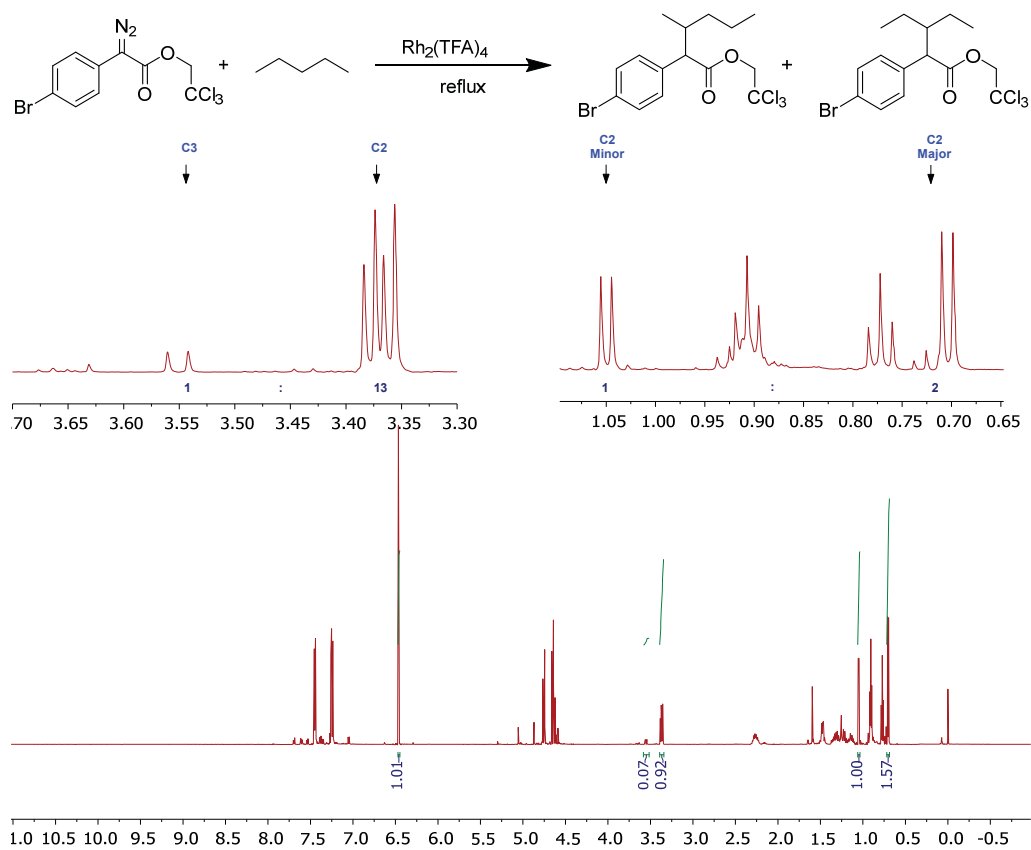 N2
O
O
CCl3
Br
+
Rh2(TFA)4
reflux
O
O
CCl3
Br
+
O
O
CCl3
Br
C3
C2
C2
Minor
C2
Major
1 : 13
1 : 2
.70 3.65 3.60 3.55 3.50 3.45 3.40 3.35 3.30
1.05 1.00 0.95 0.90 0.85 0.80 0.75 0.70 0.65
1.01
0.07
0.92
1.00
1.57
1.0 10.5 10.0 9.5 9.0 8.5 8.0 7.5 7.0 6.5 6.0 5.5 5.0 4.5 4.0 3.5 3.0 2.5 2.0 1.5 1.0 0.5 0.0 -0.5